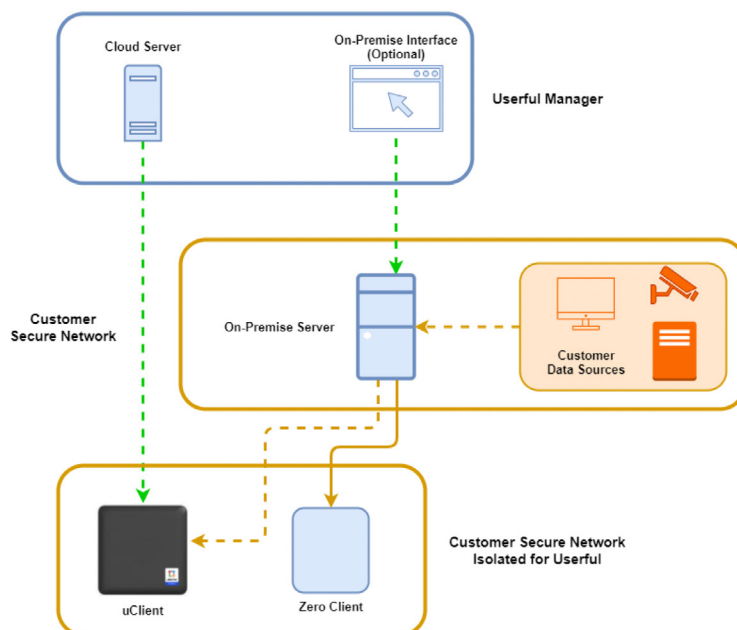 Cloud Server
On-Premise Interface
(Optional)
Userful Manager
On-Premise Server
Customer
Data Sources
Customer
Secure Network
uClient
Zero Client
Customer Secure Network
Isolated for Userful